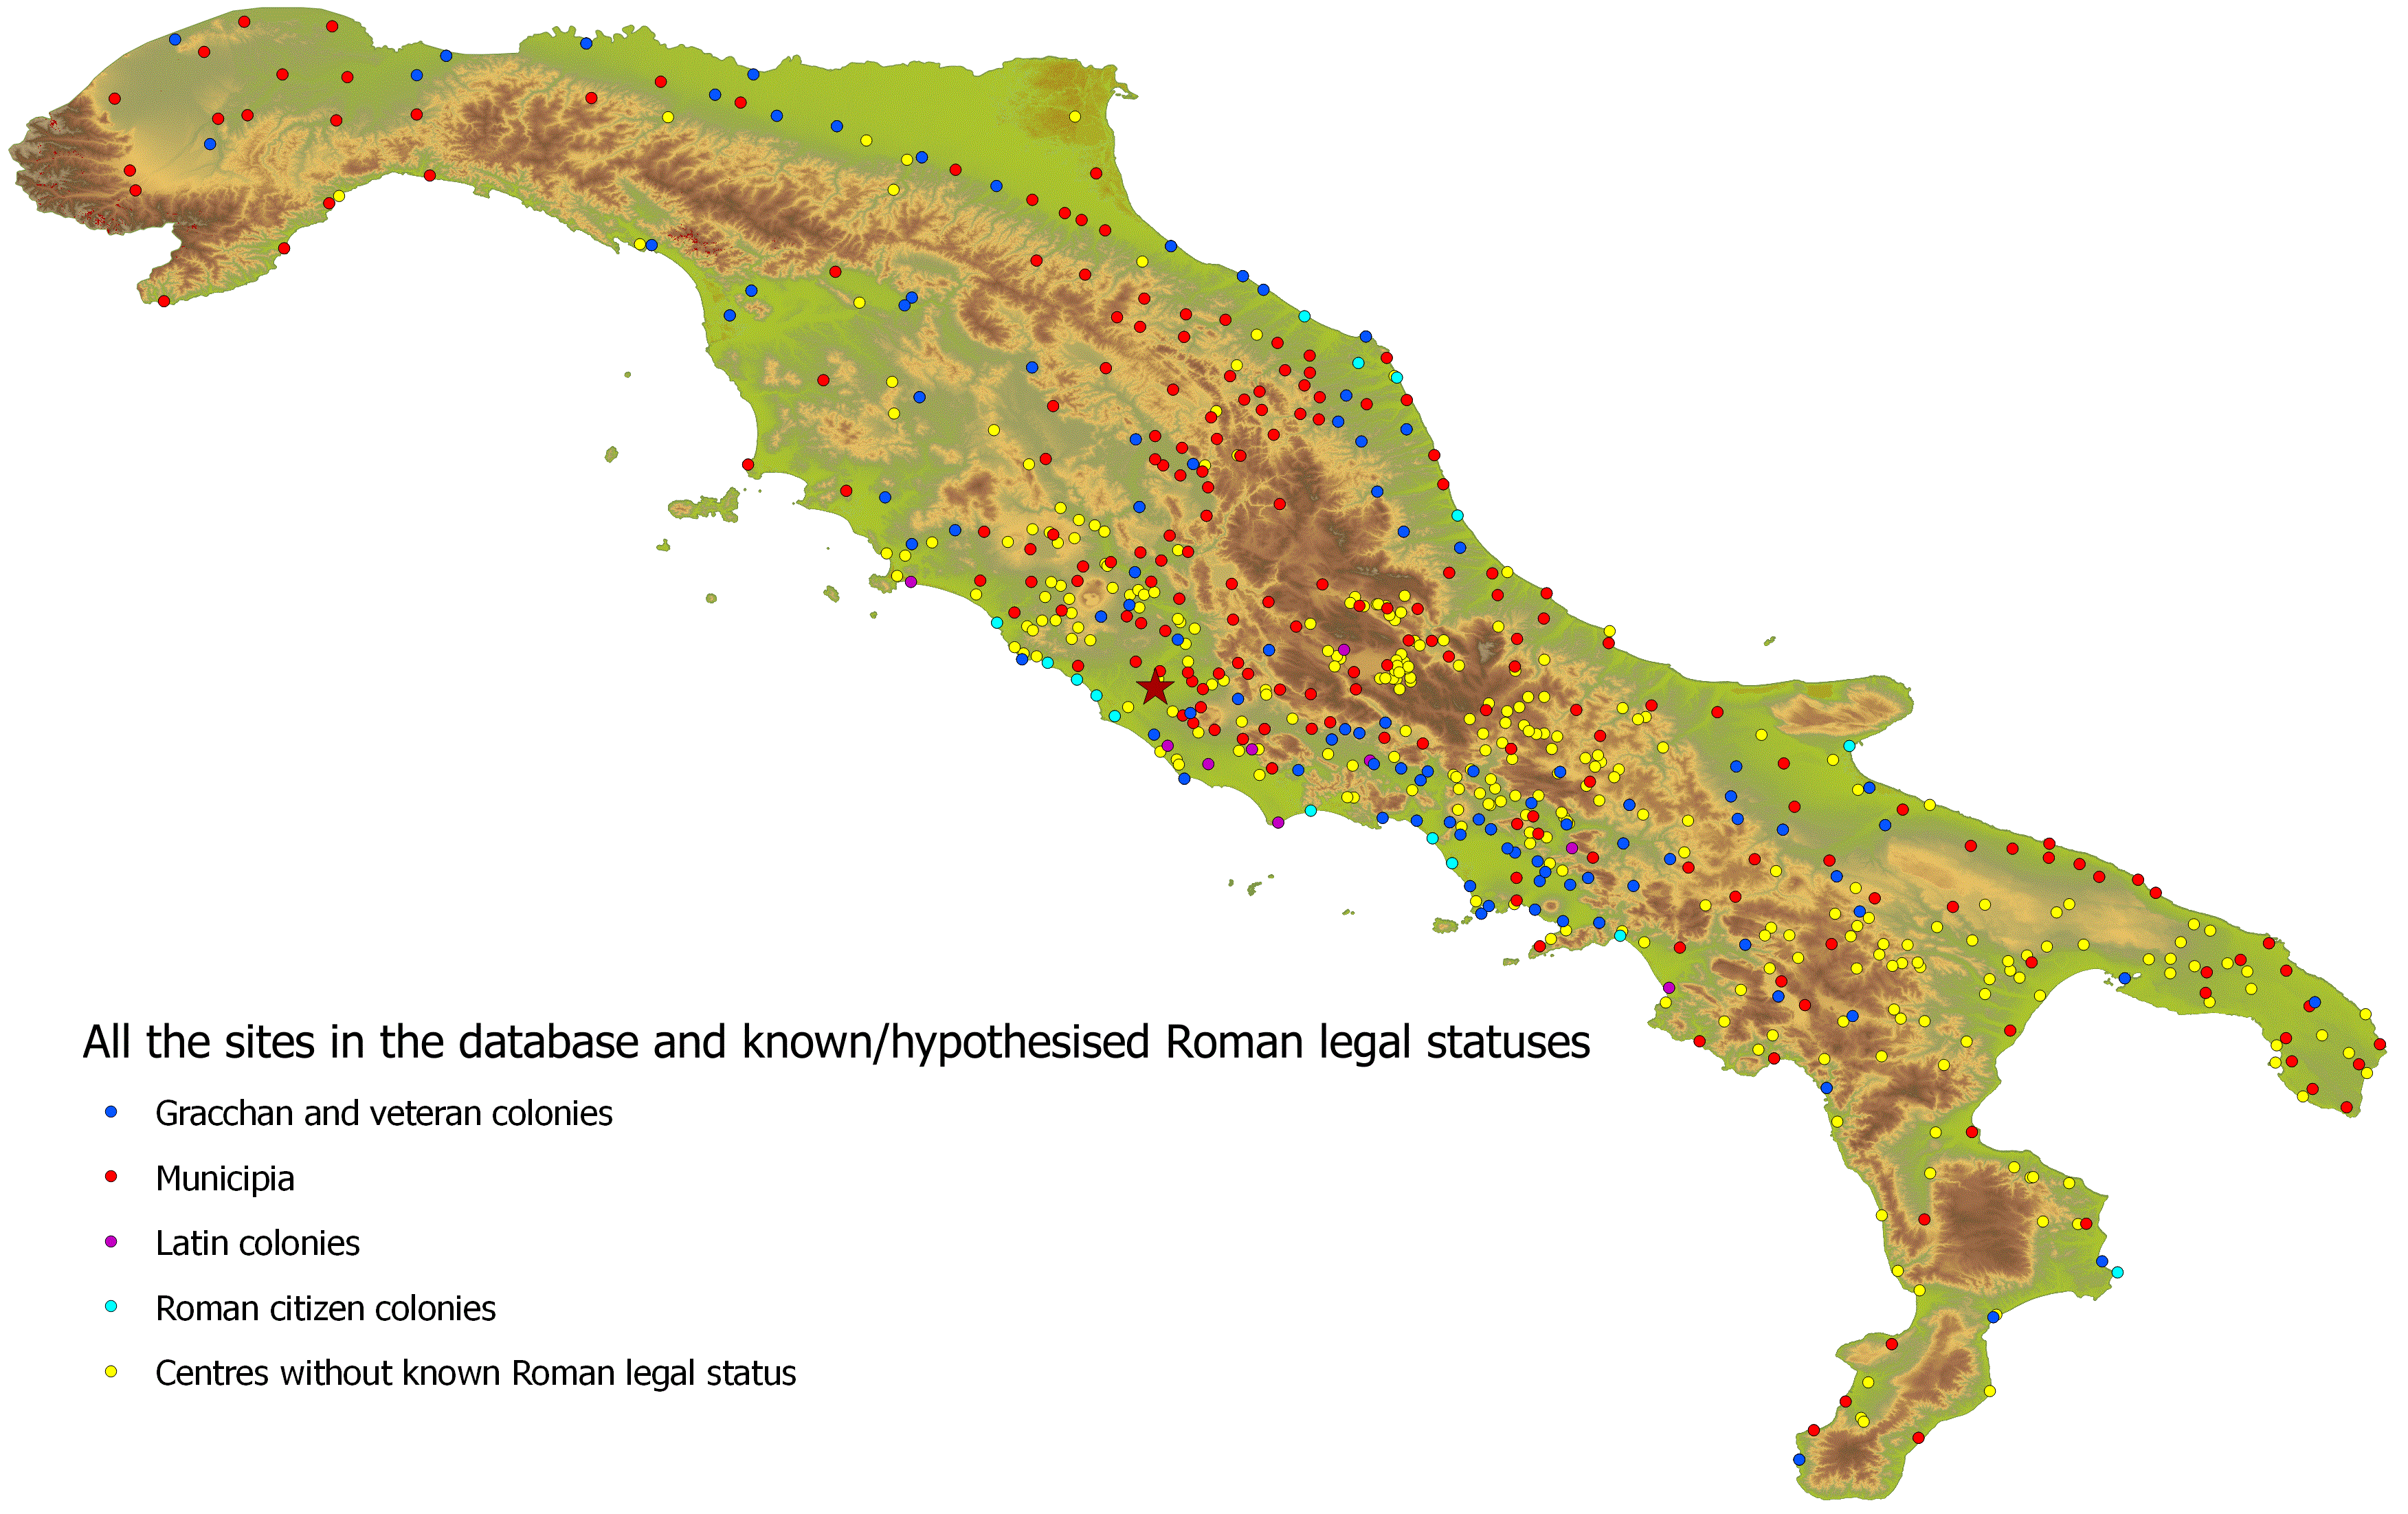 All the sites in the database and known/hypothesised Roman legal statuses
Gracchan and veteran colonies
Municipia
Latin colonies
Roman citizen colonies
Centres without known Roman legal status